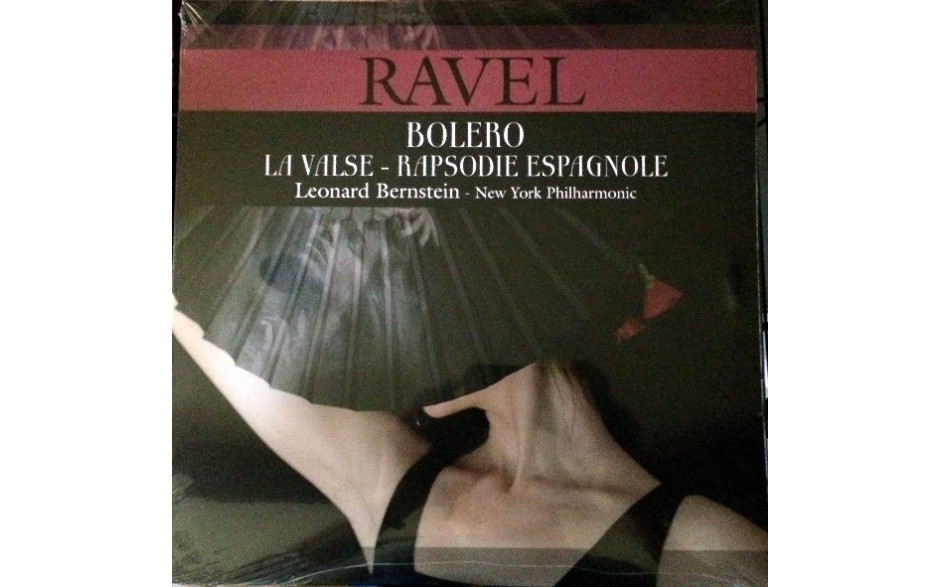 RAVEL
BOLERO
LA VALSE - RAPSODIE ESPAGNOLE
Leonard Bernstein - New York Philharmonic